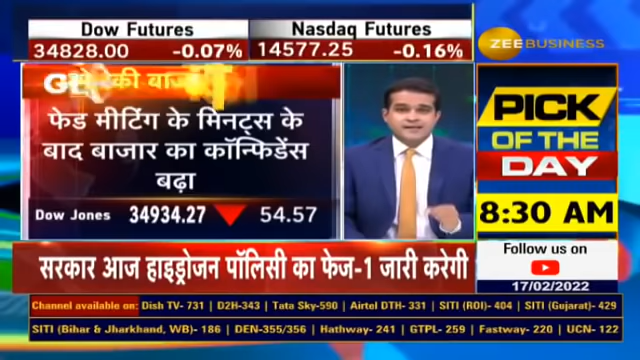 Dow Futures
34828.00 -0.07%
Nasdaq Futures
14577.25 -0.16%
ZEE BUSINESS
की
फेड मीटिंग के मिनट्स के
बाद बाजार का कॉन्फिडेंस
बढ़ा
Dow Jones 34934.27 54.57
PICK
OF THE
DAY
8:30 AM
Follow us on
17/02/2022
सरकार आज हाइड्रोजन पॉलिसी का फेज-1 जारी करेगी
Channel available on: Dish TV- 731 | D2H-343 | Tata Sky-590 | Airtel DTH- 331 | SITI (ROI)- 404 | SITI (Gujarat)- 429
SITI (Bihar & Jharkhand, WB)- 186 | DEN-355/356 | Hathway- 241 | GTPL- 259 | Fastway- 220 | UCN- 122